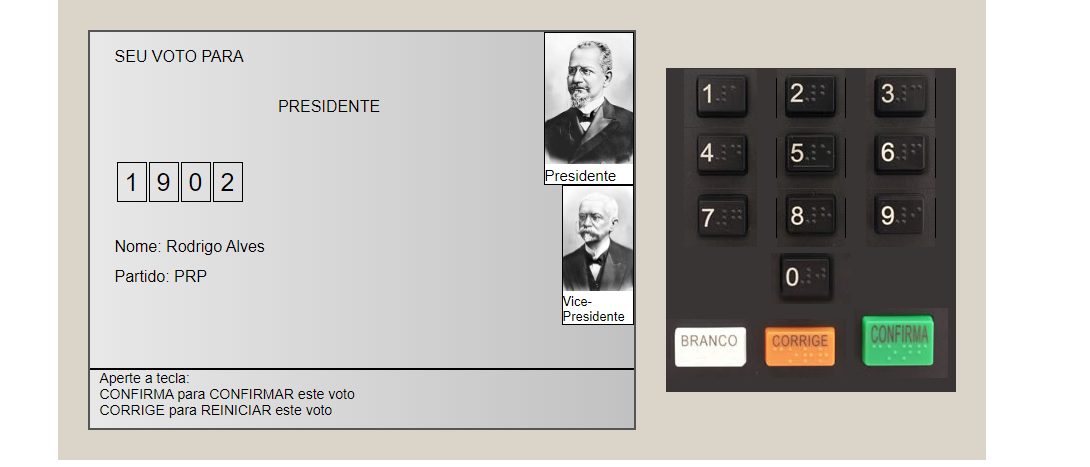 SEU VOTO PARA
PRESIDENTE
1 9 0 2
Nome: Rodrigo Alves
Partido: PRP
Presidente
Vice-
Presidente
Aperte a tecla:
CONFIRMA para CONFIRMAR este voto
CORRIGE para REINICIAR este voto
1 2 3
4 5 6
7 8 9
0
BRANCO CORRIGE CONFIRMA